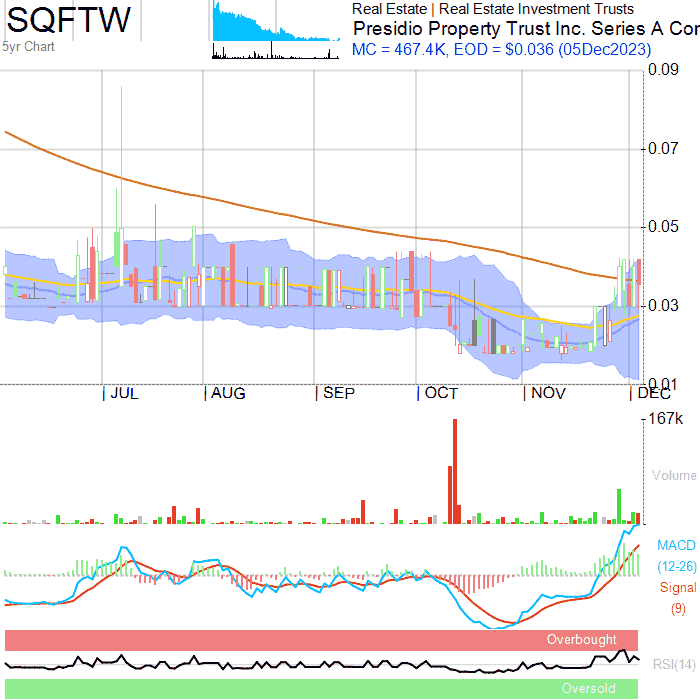 SQFTW
5yr Chart
Real Estate | Real Estate Investment Trusts
Presidio Property Trust Inc. Series A Cor
MC = 467.4K, EOD = $0.036 (05Dec2023)
0.09
0.07
0.05
0.03
0.01
JUL AUG SEP OCT NOV DEC
167k
Volume
MACD
(12-26)
Signal
(9)
Overbought
RSI(14)
Oversold